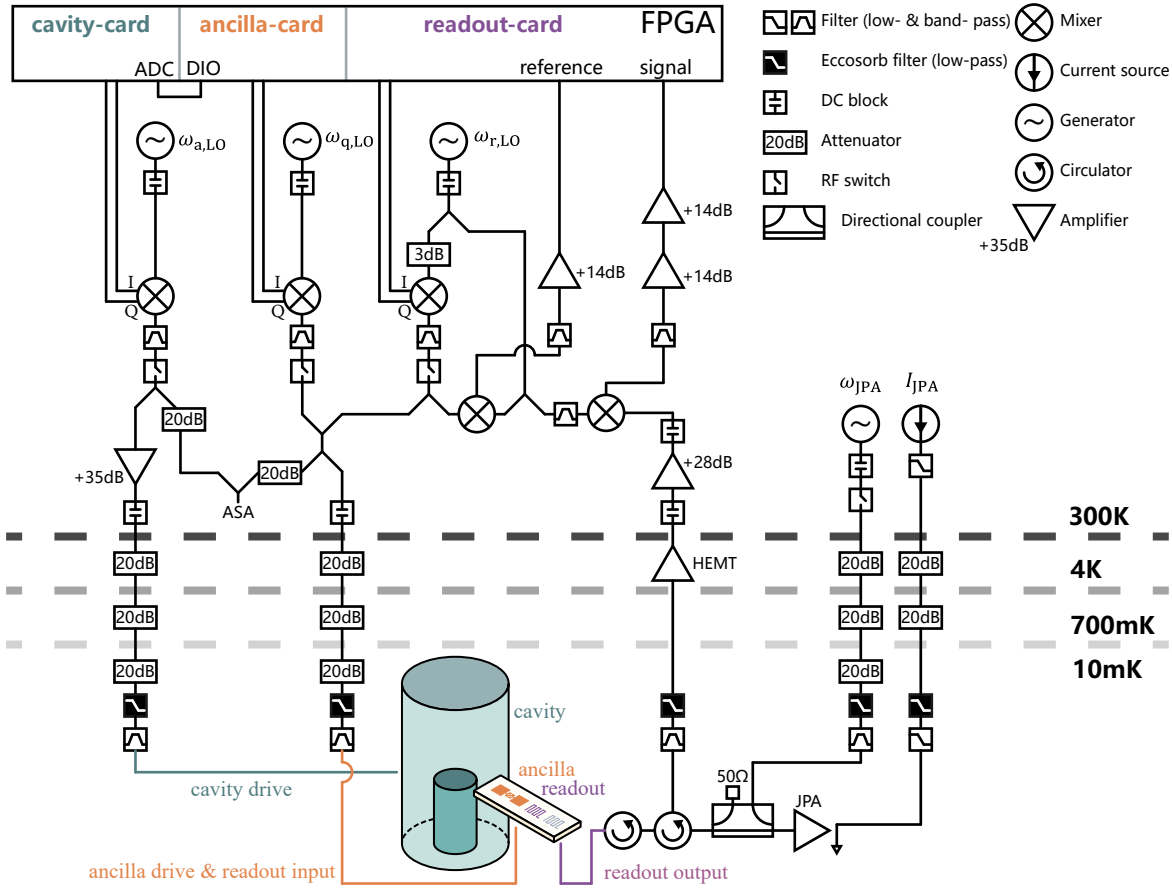 cavity-card ancilla-card readout-card FPGA
ADC DIO reference signal
Filter (low- & band- pass)
Eccosorb filter (low-pass)
DC block
20dB Attenuator
RF switch
Directional coupler
Mixer
Current source
Generator
Circulator
Amplifier
+35dB
ω_a,LO ω_q,LO ω_r,LO
+14dB
3dB
+14dB +14dB
I I I
Q Q Q
ω_JPA I_JPA
20dB
+35dB 20dB +28dB
ASA
300K
HEMT
20dB 20dB 20dB 20dB
4K
20dB 20dB 20dB 20dB
700mK
20dB 20dB 20dB
10mK
cavity
ancilla
readout
cavity drive
50Ω
JPA
ancilla drive & readout input
readout output